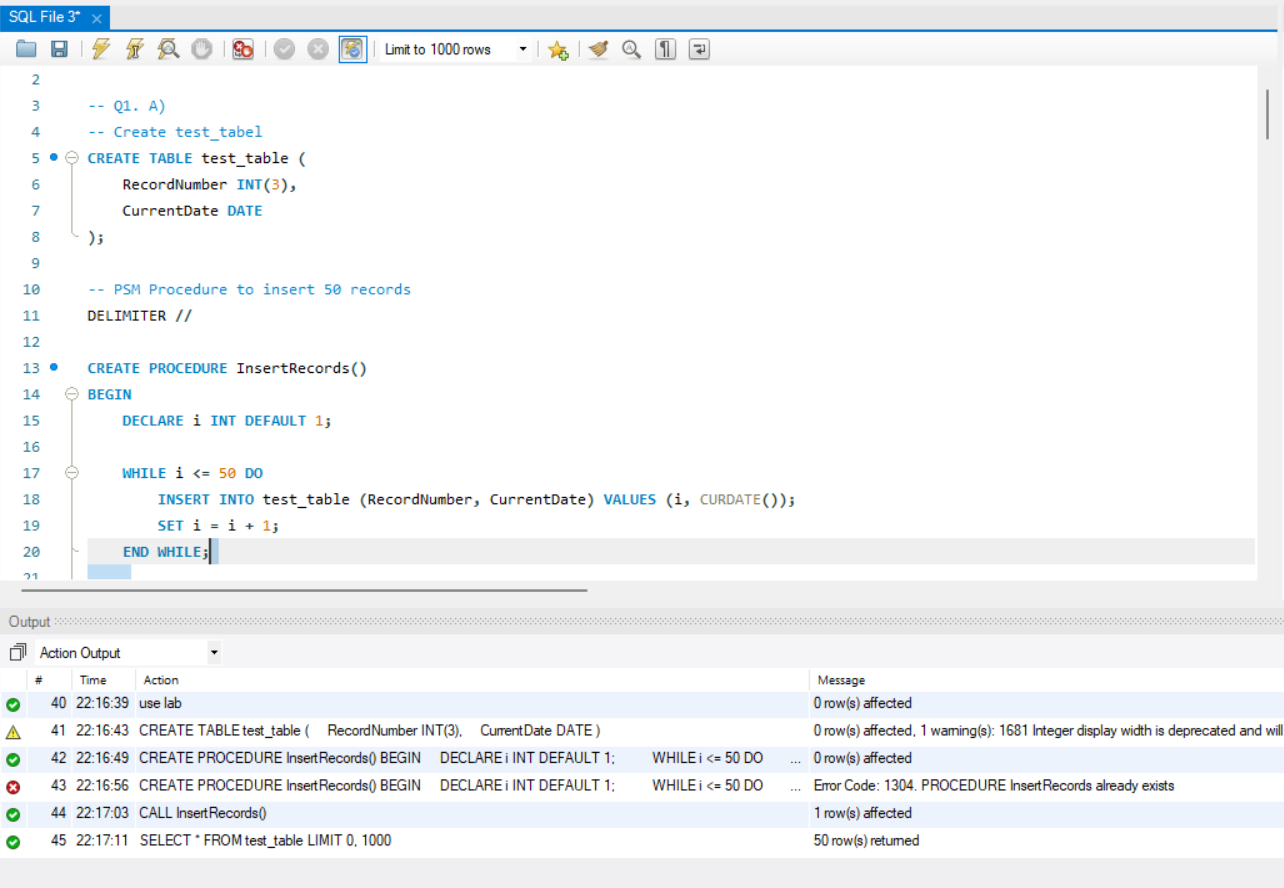 SQL File 3*
Limit to 1000 rows
2
3 -- Q1. A)
4 -- Create test_tabel
5 CREATE TABLE test_table (
6 RecordNumber INT(3),
7 CurrentDate DATE
8 );
9
10 -- PSM Procedure to insert 50 records
11 DELIMITER //
12
13 CREATE PROCEDURE InsertRecords()
14 BEGIN
15 DECLARE i INT DEFAULT 1;
16
17 WHILE i <= 50 DO
18 INSERT INTO test_table (RecordNumber, CurrentDate) VALUES (i, CURDATE());
19 SET i = i + 1;
20 END WHILE;
21
Output
Action Output
# Time Action Message
40 22:16:39 use lab 0 row(s) affected
41 22:16:43 CREATE TABLE test_table ( RecordNumber INT(3), CurrentDate DATE ) 0 row(s) affected, 1 warning(s): 1681 Integer display width is deprecated and will
42 22:16:49 CREATE PROCEDURE InsertRecords() BEGIN DECLARE i INT DEFAULT 1; WHILE i <= 50 DO ... 0 row(s) affected
43 22:16:56 CREATE PROCEDURE InsertRecords() BEGIN DECLARE i INT DEFAULT 1; WHILE i <= 50 DO ... Error Code: 1304. PROCEDURE InsertRecords already exists
44 22:17:03 CALL InsertRecords() 1 row(s) affected
45 22:17:11 SELECT * FROM test_table LIMIT 0, 1000 50 row(s) returned